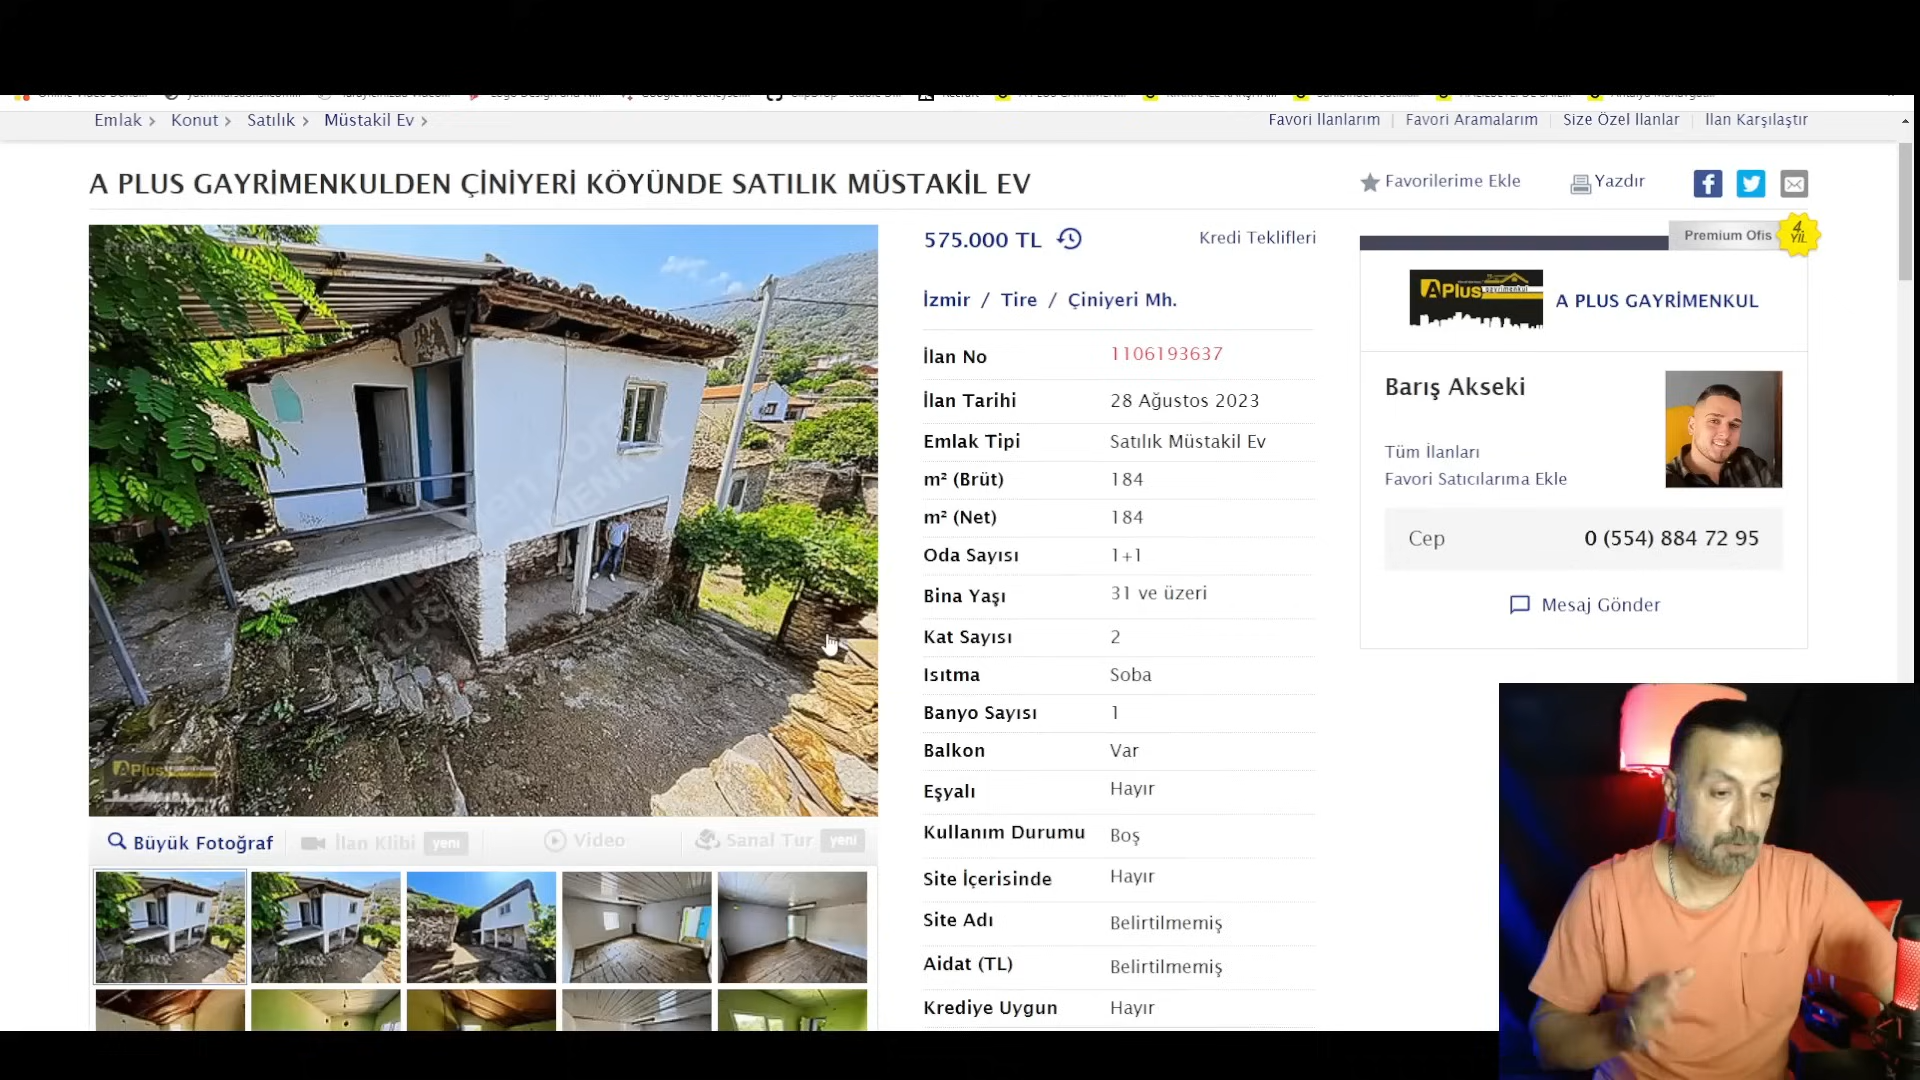 Emlak > Konut > Satılık > Müstakil Ev >
Favori İlanlarım | Favori Aramalarım | Size Özel İlanlar | İlan Karşılaştır
A PLUS GAYRİMENKULDEN ÇİNİYERİ KÖYÜNDE SATILIK MÜSTAKİL EV
Favorilerime Ekle
Yazdır
575.000 TL
Kredi Teklifleri
İzmir / Tire / Çiniyeri Mh.
İlan No 1106193637
İlan Tarihi 28 Ağustos 2023
Emlak Tipi Satılık Müstakil Ev
m² (Brüt) 184
m² (Net) 184
Oda Sayısı 1+1
Bina Yaşı 31 ve üzeri
Kat Sayısı 2
Isıtma Soba
Banyo Sayısı 1
Balkon Var
Eşyalı Hayır
Kullanım Durumu Boş
Site İçerisinde Hayır
Site Adı Belirtilmemiş
Aidat (TL) Belirtilmemiş
Krediye Uygun Hayır
Premium Ofis
4.
YIL
APlus
gayrimenkul
A PLUS GAYRİMENKUL
Barış Akseki
Tüm İlanları
Favori Satıcılarıma Ekle
Cep 0 (554) 884 72 95
Mesaj Gönder
APlus
Büyük Fotoğraf
İlan Klibi yeni
Video
Sanal Tur yeni